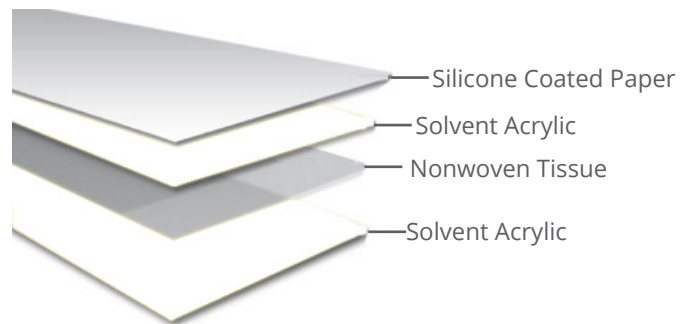 Silicone Coated Paper
Solvent Acrylic
Nonwoven Tissue
Solvent Acrylic